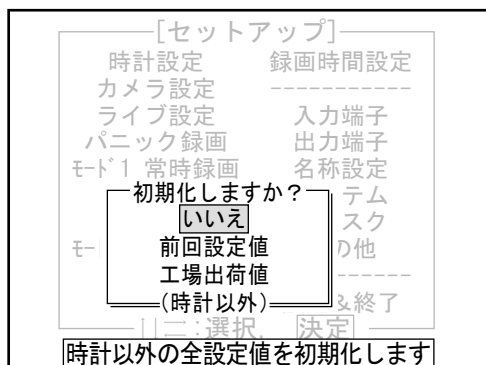 [セットアップ]
時計設定 録画時間設定
カメラ設定 -----------
ライブ設定 入力端子
パニック録画 出力端子
ﾓｰﾄﾞ1 常時録画 名称設定
初期化しますか？ テム
いいえ スク
ﾓｰ 前回設定値 の他
工場出荷値 ------
(時計以外) &終了
:選択, 決定
時計以外の全設定値を初期化します